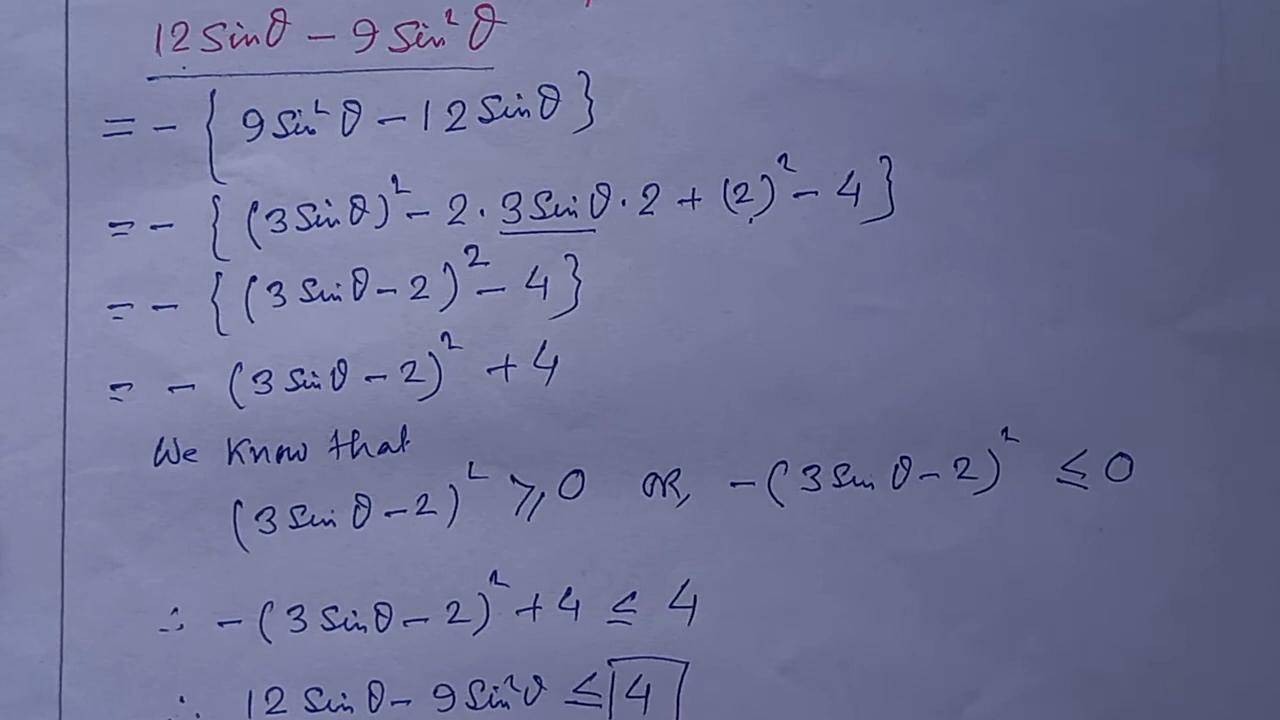 12 Sinθ - 9 Sin²θ
= - { 9 Sin²θ - 12 Sinθ }
= - { (3 Sinθ)² - 2 · 3 Sinθ · 2 + (2)² - 4 }
= - { (3 Sinθ - 2)² - 4 }
= - (3 Sinθ - 2)² + 4
We Know that
(3 Sinθ - 2)² ≥ 0 OR, - (3 Sinθ - 2)² ≤ 0
∴ - (3 Sinθ - 2)² + 4 ≤ 4
∴ 12 Sinθ - 9 Sin²θ ≤ 4